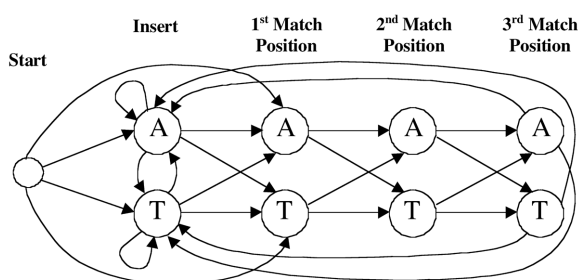 Start
Insert
1st Match
Position
2nd Match
Position
3rd Match
Position
A A A A
T T T T